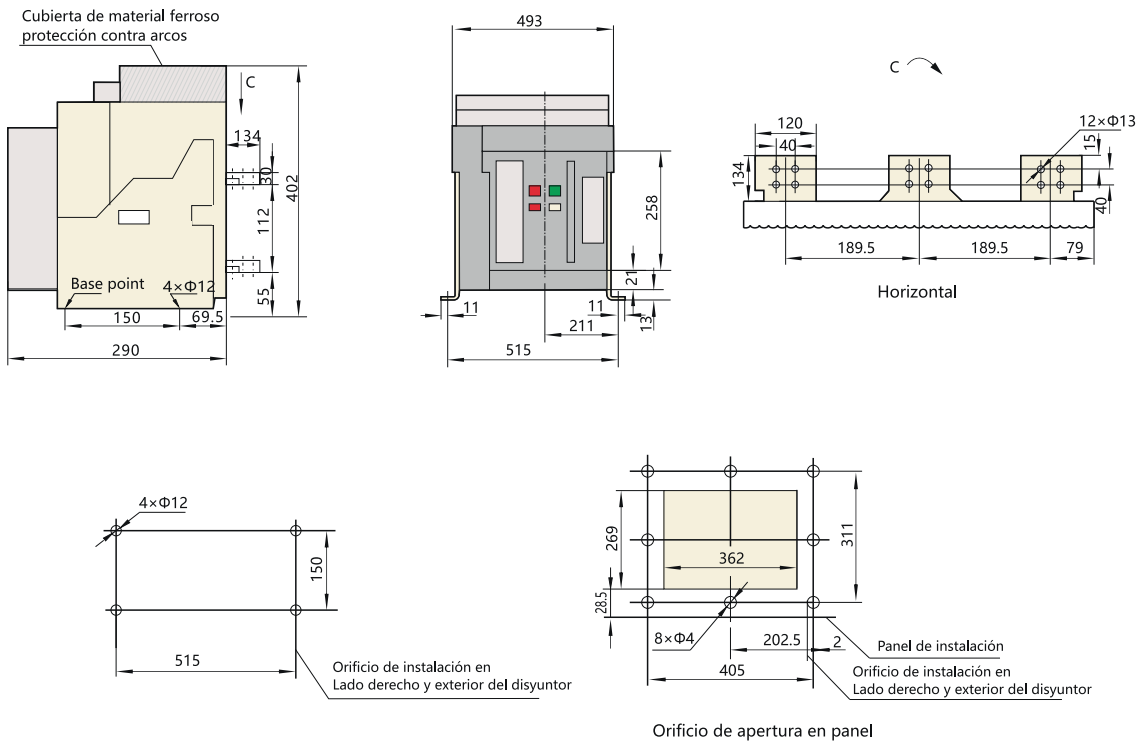 Cubierta de material ferroso
protección contra arcos
C
134
30
402
112
55
Base point
4×Φ12
150
69.5
290
493
258
21
11
11
13
211
515
C
120
40
12×Φ13
15
134
40
189.5
189.5
79
Horizontal
4×Φ12
150
515
Orificio de instalación en
Lado derecho y exterior del disyuntor
269
362
311
28.5
8×Φ4
202.5
2
405
Panel de instalación
Orificio de instalación en
Lado derecho y exterior del disyuntor
Orificio de apertura en panel